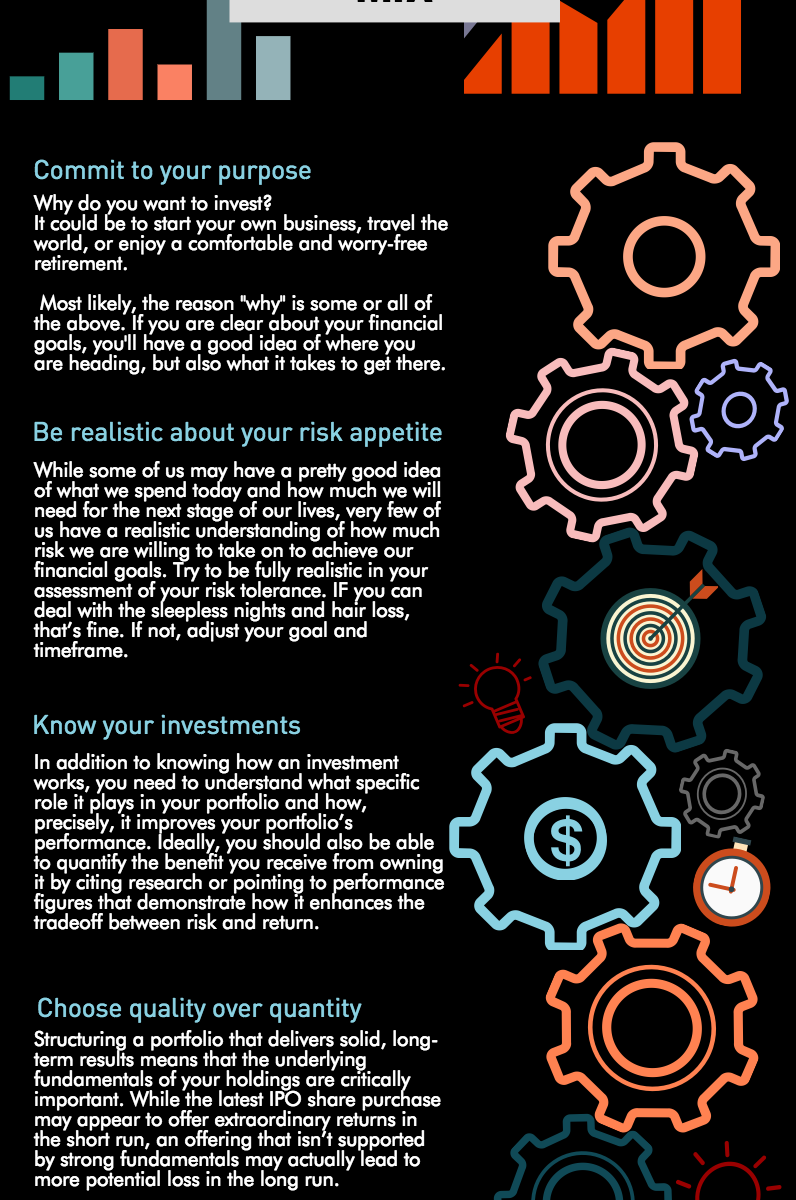 Commit to your purpose
Why do you want to invest?
It could be to start your own business, travel the
world, or enjoy a comfortable and worry-free
retirement.
Most likely, the reason "why" is some or all of
the above. If you are clear about your financial
goals, you'll have a good idea of where you
are heading, but also what it takes to get there.
Be realistic about your risk appetite
While some of us may have a pretty good idea
of what we spend today and how much we will
need for the next stage of our lives, very few of
us have a realistic understanding of how much
risk we are willing to take on to achieve our
financial goals. Try to be fully realistic in your
assessment of your risk tolerance. IF you can
deal with the sleepless nights and hair loss,
that's fine. If not, adjust your goal and
timeframe.
Know your investments
In addition to knowing how an investment
works, you need to understand what specific
role it plays in your portfolio and how,
precisely, it improves your portfolio's
performance. Ideally, you should also be able
to quantify the benefit you receive from owning
it by citing research or pointing to performance
figures that demonstrate how it enhances the
tradeoff between risk and return.
$
Choose quality over quantity
Structuring a portfolio that delivers solid, long-
term results means that the underlying
fundamentals of your holdings are critically
important. While the latest IPO share purchase
may appear to offer extraordinary returns in
the short run, an offering that isn't supported
by strong fundamentals may actually lead to
more potential loss in the long run.